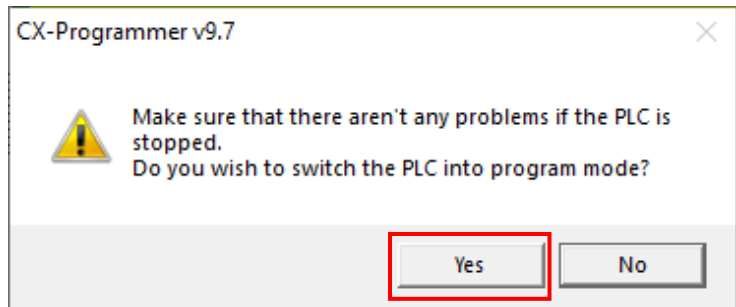 CX-Programmer v9.7
Make sure that there aren't any problems if the PLC is
stopped.
Do you wish to switch the PLC into program mode?
Yes
No